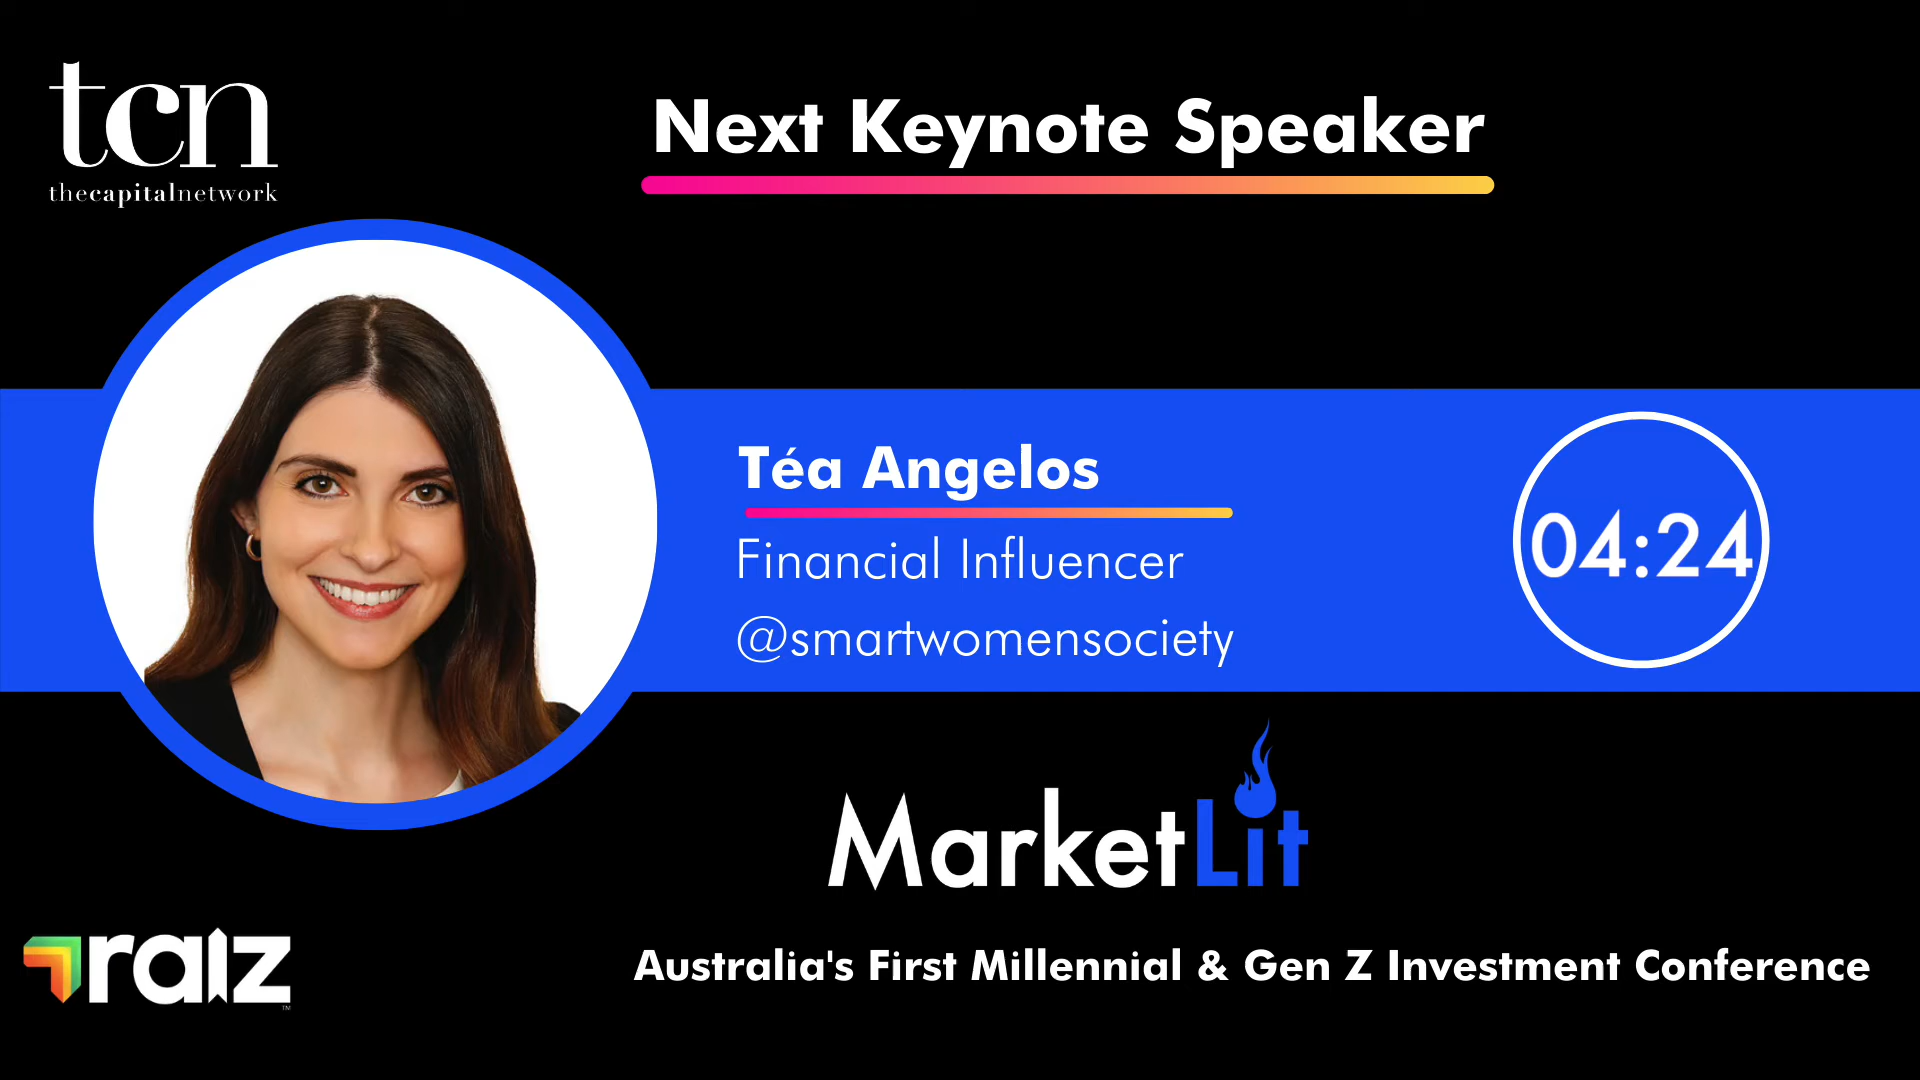 tcn
thecapitalnetwork
Next Keynote Speaker
Téa Angelos
Financial Influencer
@smartwomensociety
04:24
MarketLit
raiz
TM
Australia's First Millennial & Gen Z Investment Conference